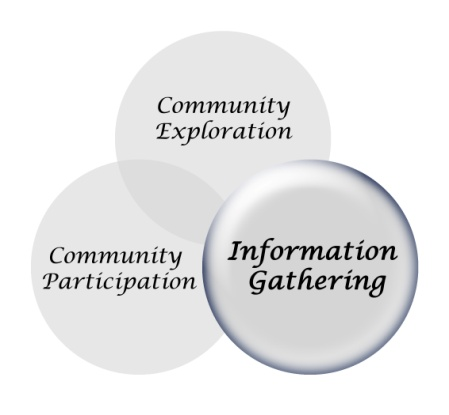 Community
Exploration
Community
Participation
Information
Gathering